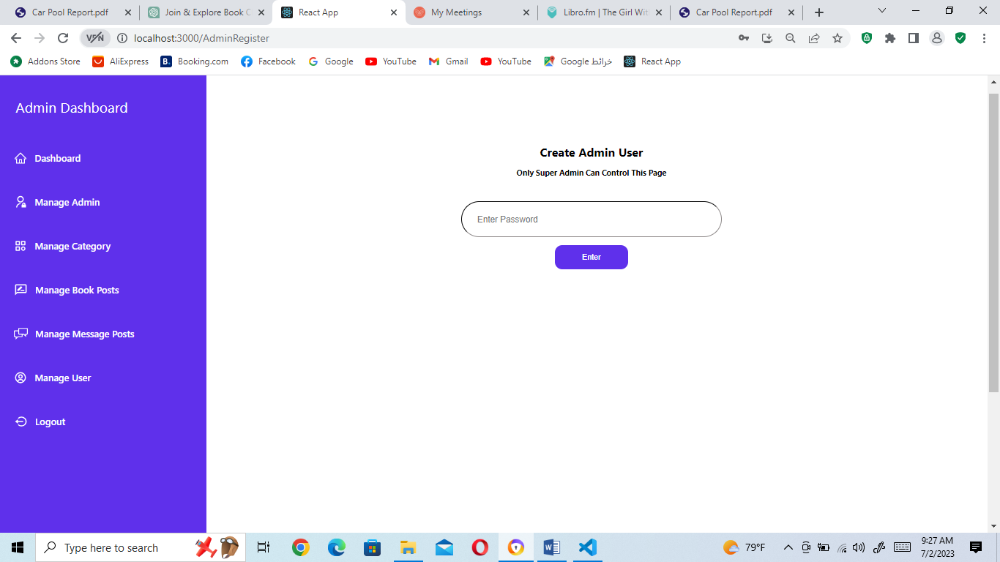 Car Pool Report.pdf
Join & Explore Book C
React App
My Meetings
Libro.fm | The Girl Wit
Car Pool Report.pdf
VPN
localhost:3000/AdminRegister
Addons Store
AliExpress
B.
Booking.com
Facebook
Google
YouTube
Gmail
YouTube
خرائط Google
React App
Admin Dashboard
Dashboard
Manage Admin
Manage Category
Manage Book Posts
Manage Message Posts
Manage User
Logout
Create Admin User
Only Super Admin Can Control This Page
Enter Password
Enter
Type here to search
79°F
9:27 AM
7/2/2023